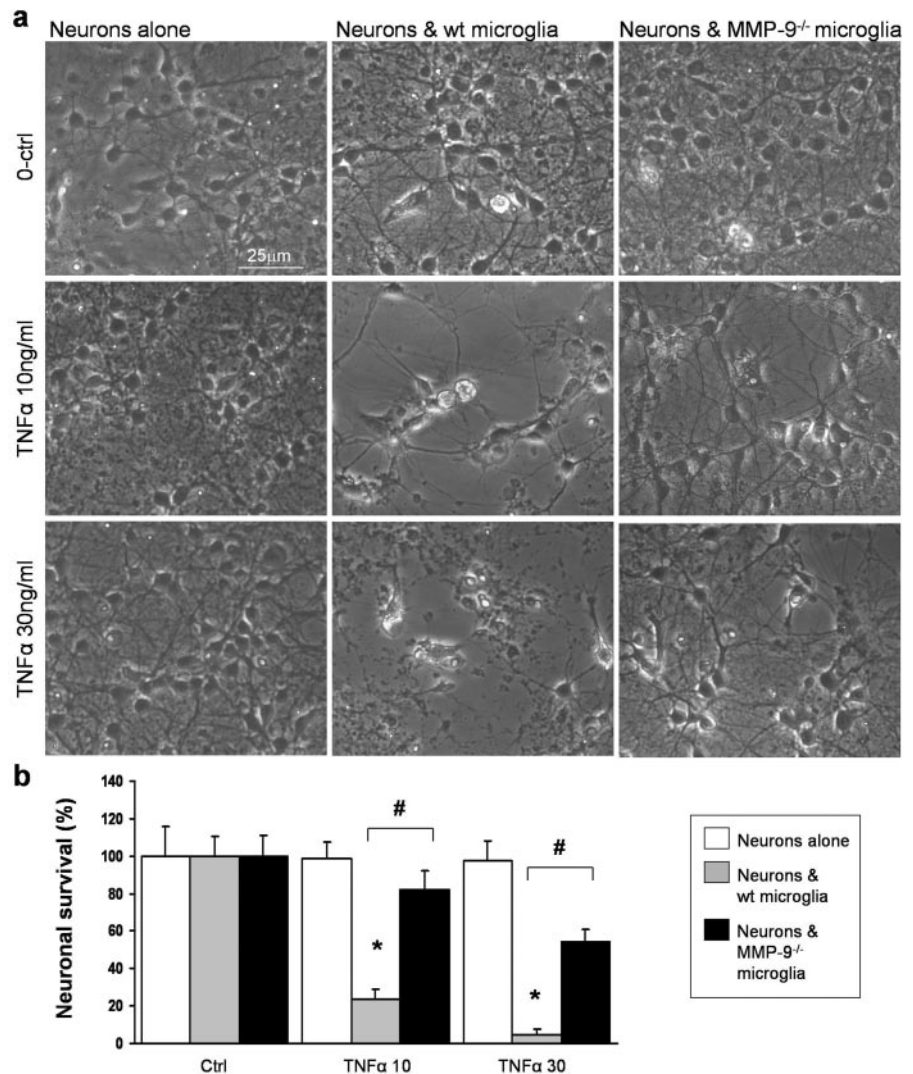 a
Neurons alone
Neurons & wt microglia
Neurons & MMP-9-/- microglia
0-ctrl
25μm
TNFα 10ng/ml
TNFα 30ng/ml
b
Neuronal survival (%)
140
120
100
80
60
40
20
0
#
#
*
*
Ctrl
TNFα 10
TNFα 30
Neurons alone
Neurons &
wt microglia
Neurons &
MMP-9-/-
microglia